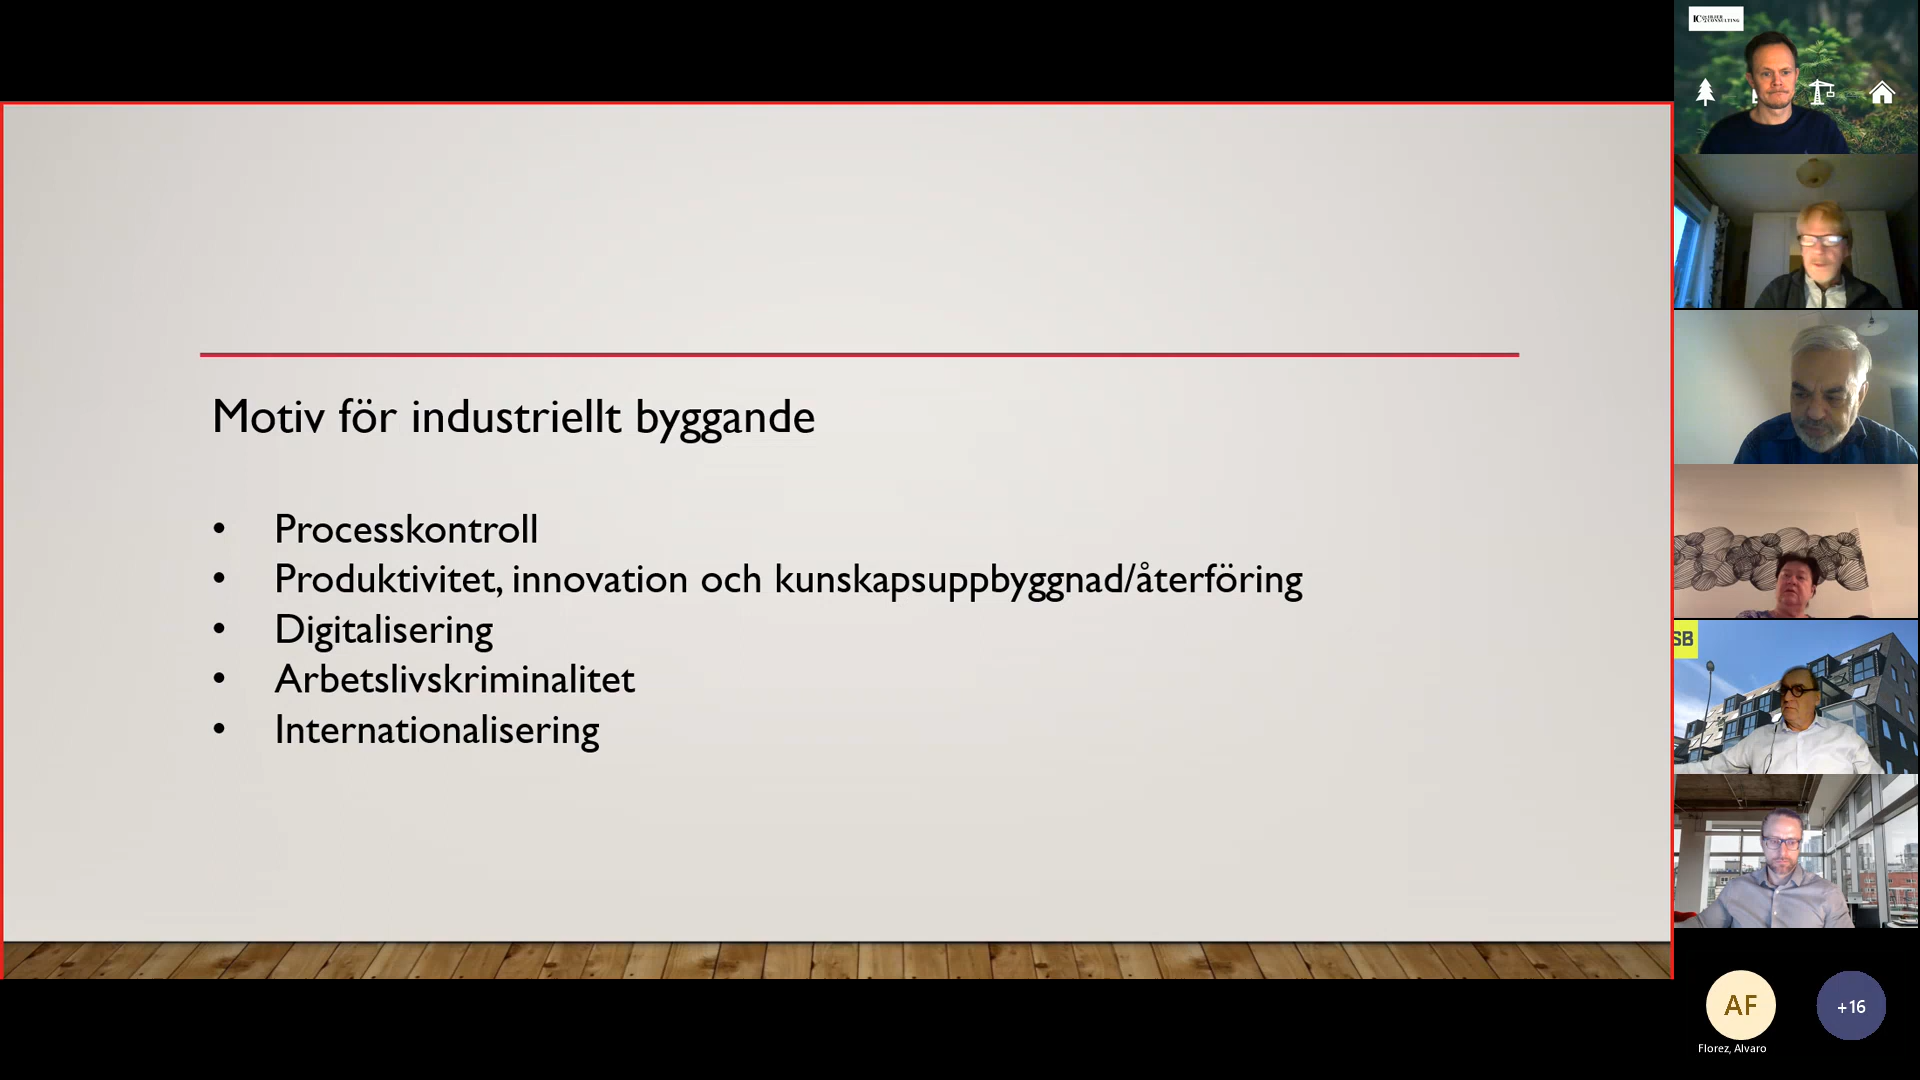 Motiv för industriellt byggande
• Processkontroll
• Produktivitet, innovation och kunskapsuppbyggnad/återföring
• Digitalisering
• Arbetslivskriminalitet
• Internationalisering
SB
AF
+16
Florez, Alvaro